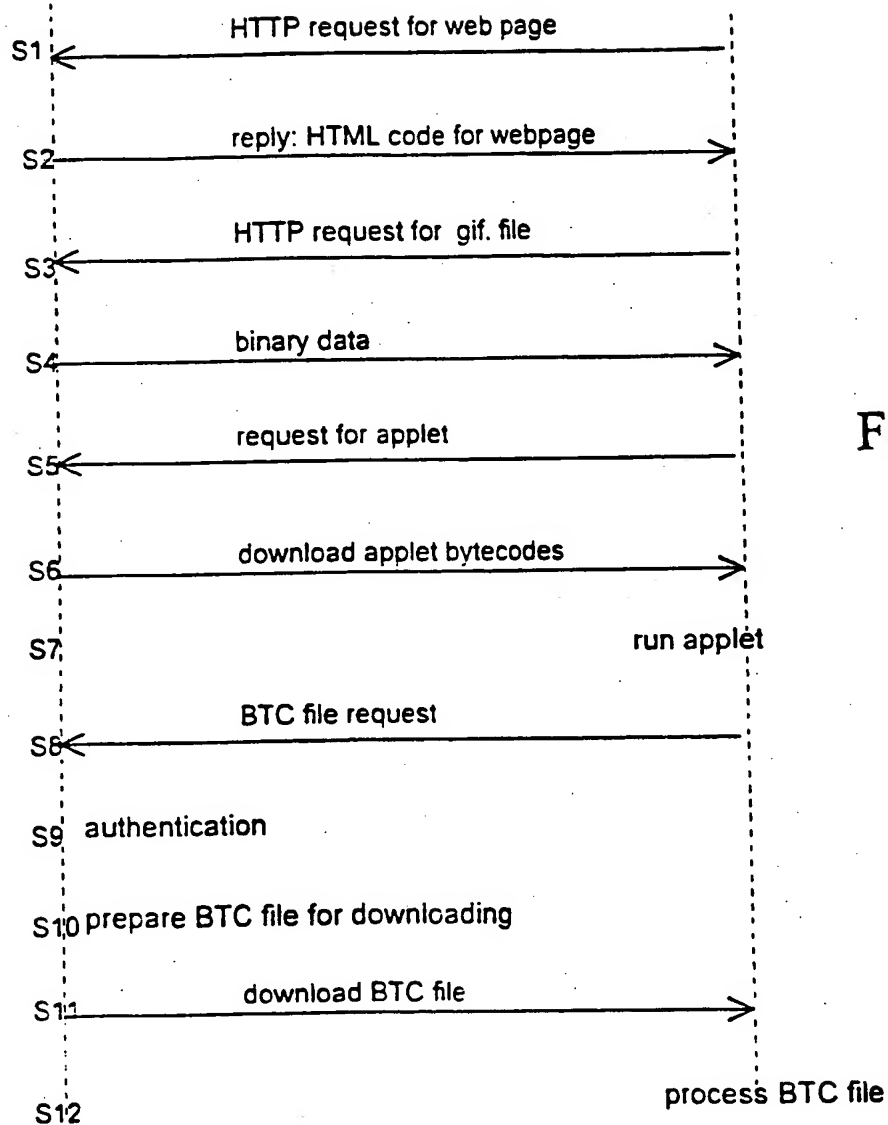 HTTP request for web page
S1
reply: HTML code for webpage
S2
HTTP request for gif. file
S3
binary data
S4
F
request for applet
S5
download applet bytecodes
S6
S7 run applet
BTC file request
S8
S9 authentication
S10 prepare BTC file for downloading
download BTC file
S11
process BTC file
S12